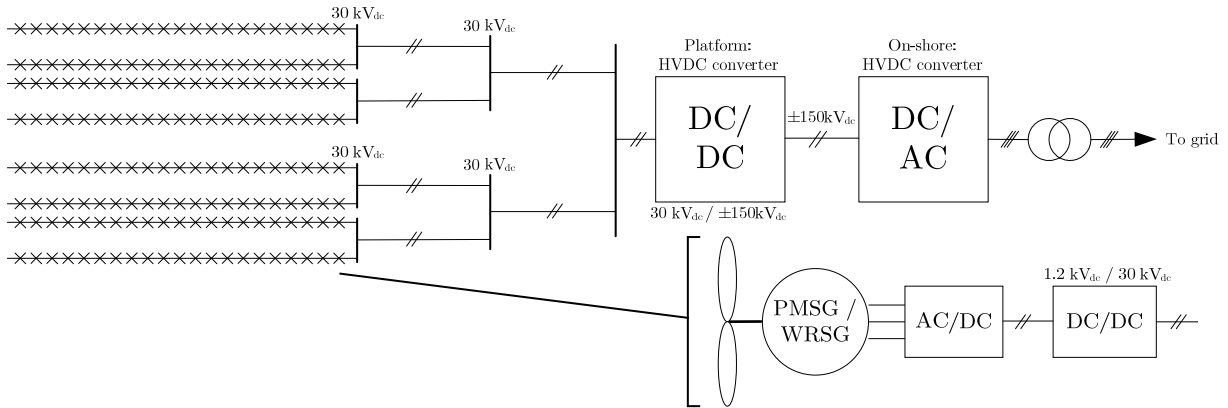 30 kVdc
30 kVdc
Platform:
HVDC converter
On-shore:
HVDC converter
DC/
DC
±150kVdc
DC/
AC
To grid
30 kVdc
30 kVdc
30 kVdc / ±150kVdc
1.2 kVdc / 30 kVdc
PMSG /
WRSG
AC/DC
DC/DC